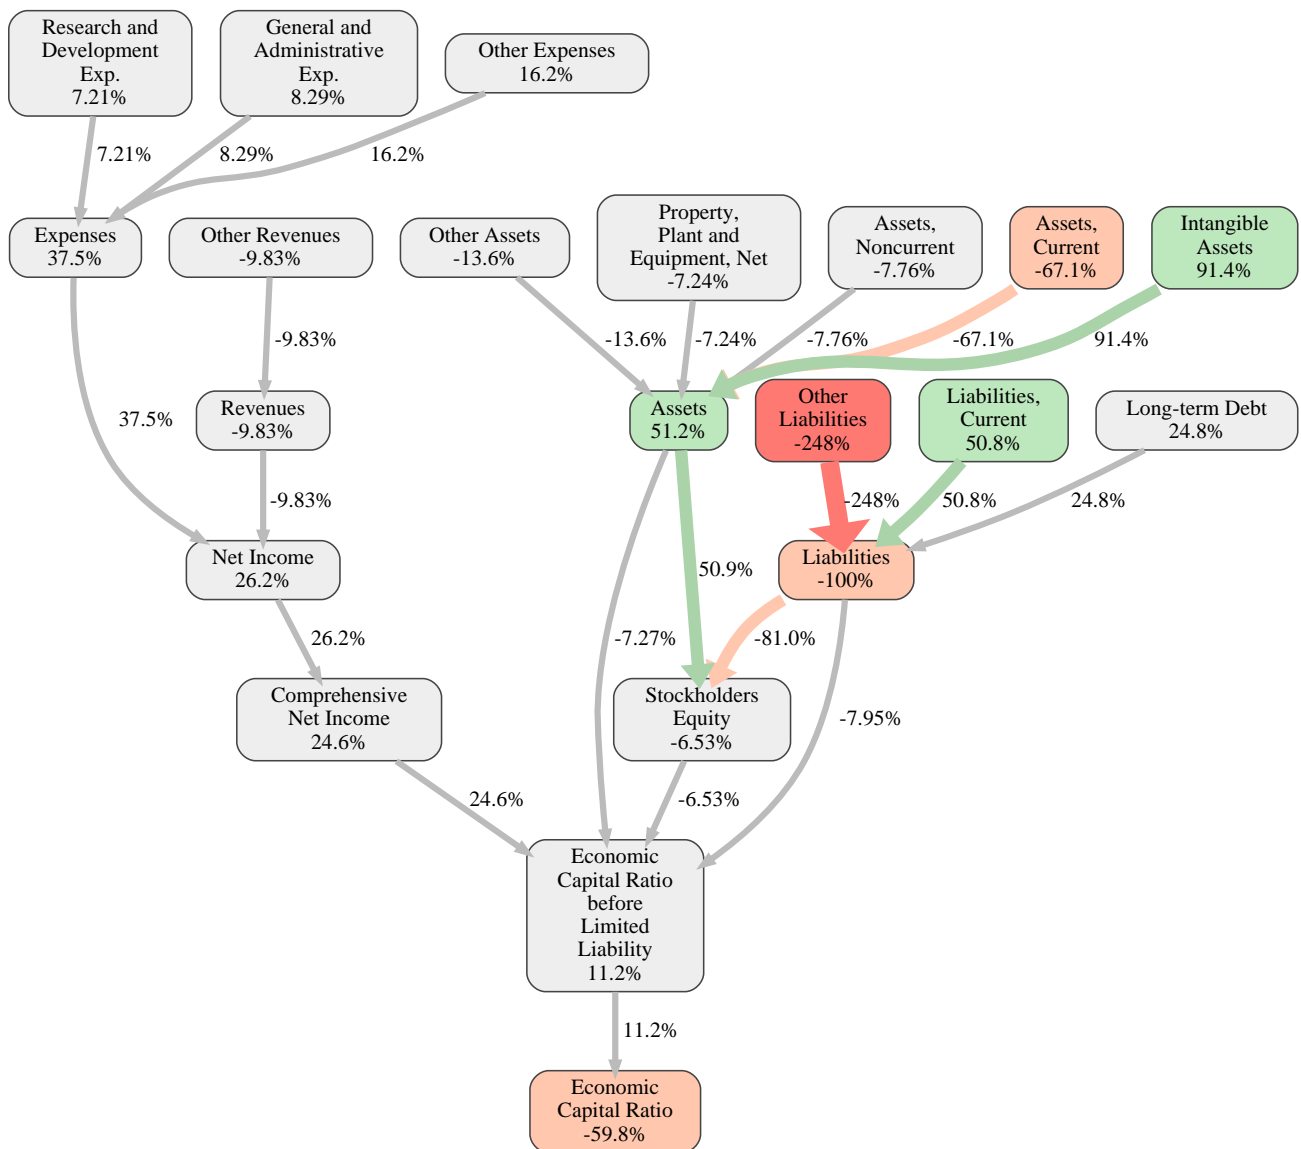 Research and
Development
Exp.
7.21%
General and
Administrative
Exp.
8.29%
Other Expenses
16.2%
7.21%
8.29%
16.2%
Expenses
37.5%
Other Revenues
-9.83%
Other Assets
-13.6%
Property,
Plant and
Equipment, Net
-7.24%
Assets,
Noncurrent
-7.76%
Assets,
Current
-67.1%
Intangible
Assets
91.4%
-9.83%
-13.6%
-7.24%
-7.76%
-67.1%
91.4%
37.5%
Revenues
-9.83%
Assets
51.2%
Other
Liabilities
-248%
Liabilities,
Current
50.8%
Long-term Debt
24.8%
-9.83%
-248%
50.8%
24.8%
Net Income
26.2%
50.9%
Liabilities
-100%
26.2%
-7.27%
-81.0%
Comprehensive
Net Income
24.6%
Stockholders
Equity
-6.53%
-7.95%
24.6%
-6.53%
Economic
Capital Ratio
before
Limited
Liability
11.2%
11.2%
Economic
Capital Ratio
-59.8%